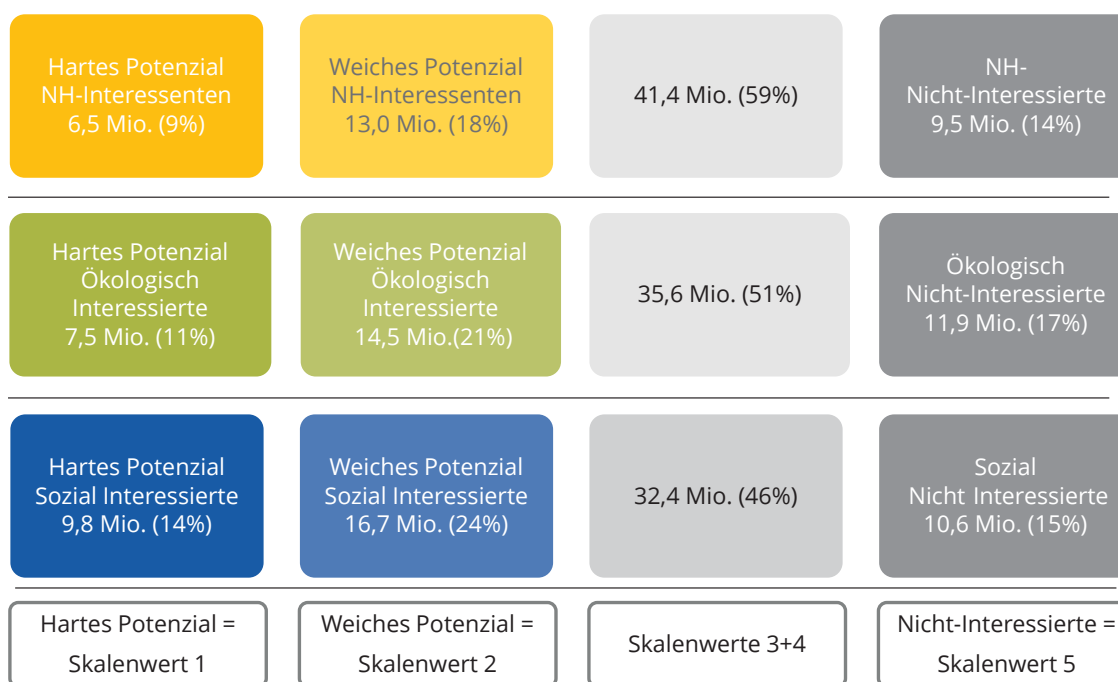 Hartes Potenzial
NH-Interessenten
6,5 Mio. (9%)
Weiches Potenzial
NH-Interessenten
13,0 Mio. (18%)
41,4 Mio. (59%)
NH-
Nicht-Interessierte
9,5 Mio. (14%)
Hartes Potenzial
Ökologisch
Interessierte
7,5 Mio. (11%)
Weiches Potenzial
Ökologisch
Interessierte
14,5 Mio.(21%)
35,6 Mio. (51%)
Ökologisch
Nicht-Interessierte
11,9 Mio. (17%)
Hartes Potenzial
Sozial Interessierte
9,8 Mio. (14%)
Weiches Potenzial
Sozial Interessierte
16,7 Mio. (24%)
32,4 Mio. (46%)
Sozial
Nicht Interessierte
10,6 Mio. (15%)
Hartes Potenzial =
Skalenwert 1
Weiches Potenzial =
Skalenwert 2
Skalenwerte 3+4
Nicht-Interessierte =
Skalenwert 5